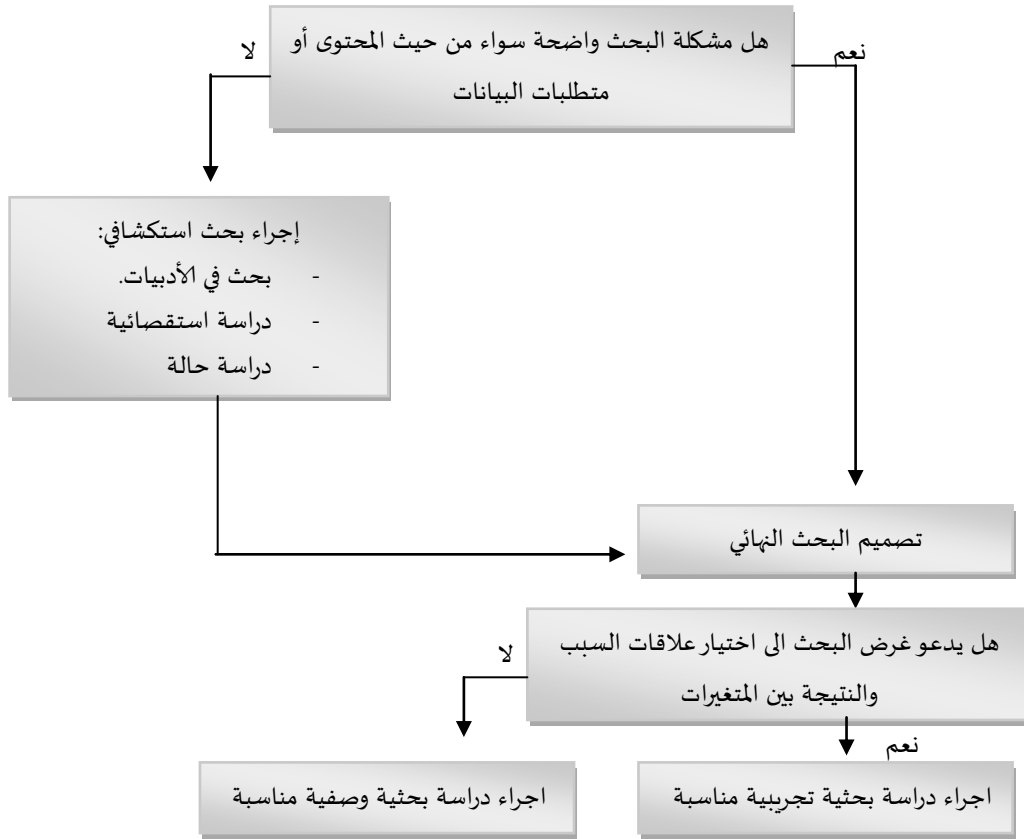 هل مشكلة البحث واضحة سواء من حيث المحتوى أو
متطلبات البيانات
نعم
لا
إجراء بحث استكشافي:
- بحث في الأدبيات.
- دراسة استقصائية
- دراسة حالة
تصميم البحث النهائي
هل يدعو غرض البحث الى اختيار علاقات السبب
والنتيجة بين المتغيرات
لا
نعم
اجراء دراسة بحثية تجريبية مناسبة
اجراء دراسة بحثية وصفية مناسبة